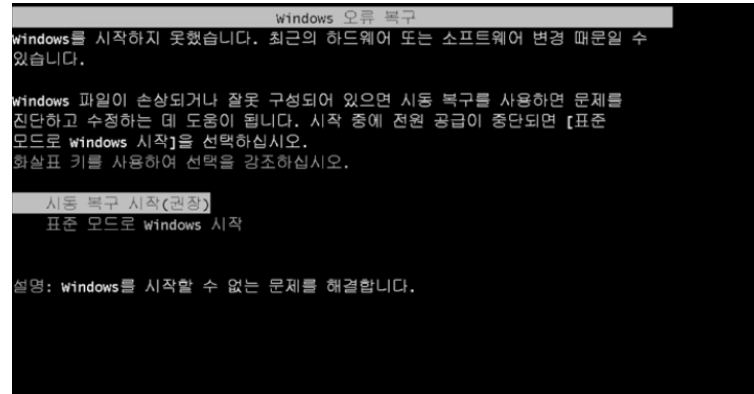 Windows 오류 복구
Windows를 시작하지 못했습니다. 최근의 하드웨어 또는 소프트웨어 변경 때문일 수
있습니다.
Windows 파일이 손상되거나 잘못 구성되어 있으면 시동 복구를 사용하면 문제를
진단하고 수정하는 데 도움이 됩니다. 시작 중에 전원 공급이 중단되면 [표준
모드로 Windows 시작]을 선택하십시오.
화살표 키를 사용하여 선택을 강조하십시오.
시동 복구 시작(권장)
표준 모드로 Windows 시작
설명: Windows를 시작할 수 없는 문제를 해결합니다.